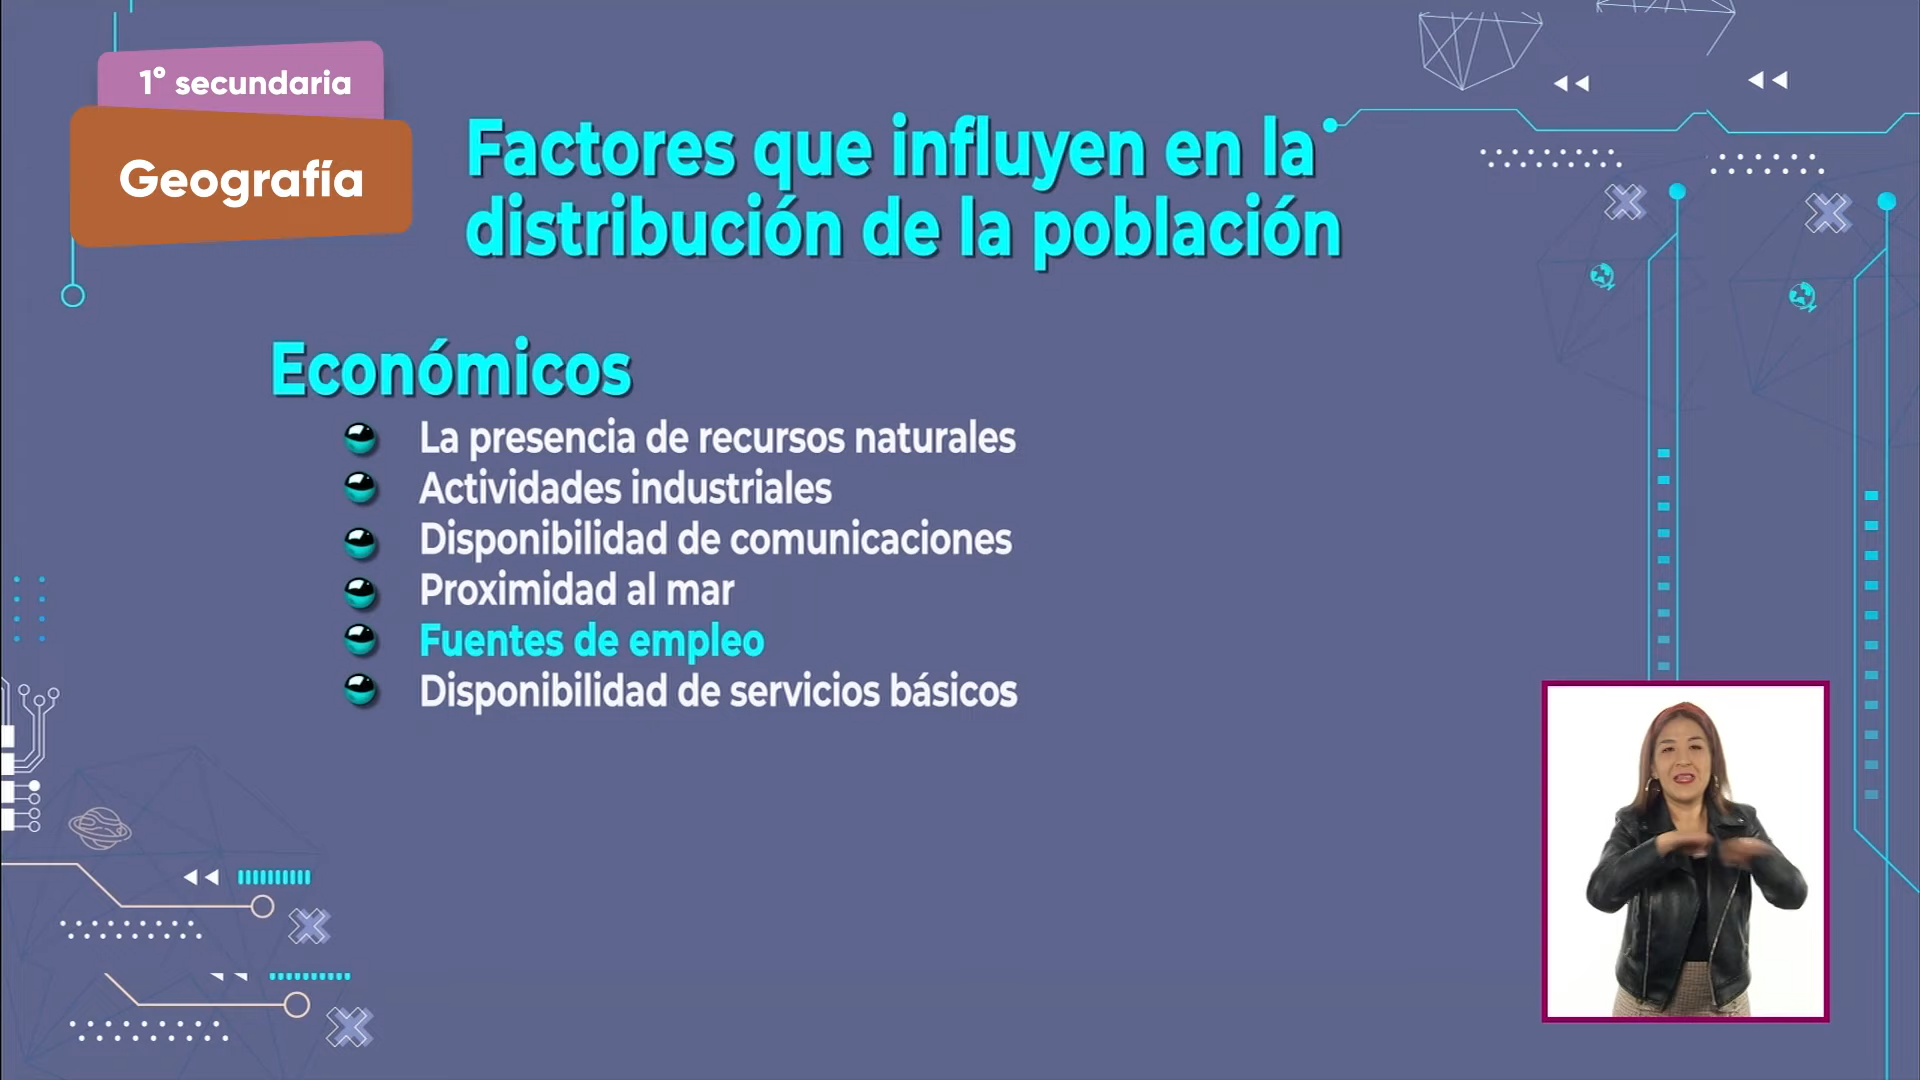 1° secundaria
Geografía
Factores que influyen en la
distribución de la población
Económicos
La presencia de recursos naturales
Actividades industriales
Disponibilidad de comunicaciones
Proximidad al mar
Fuentes de empleo
Disponibilidad de servicios básicos